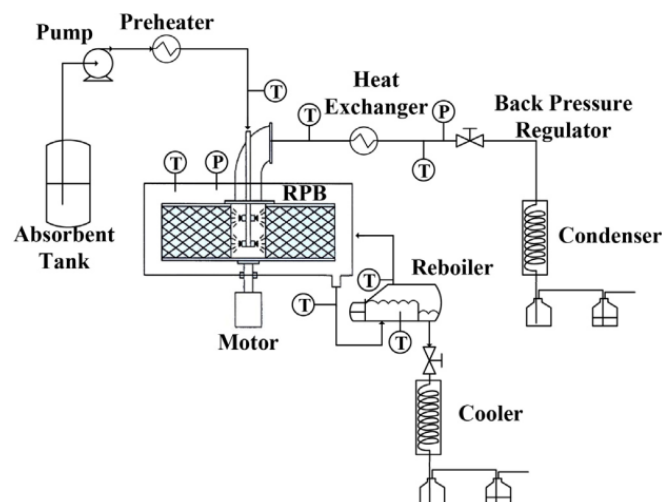 Preheater
Pump
T
Heat
Exchanger
T
P
Back Pressure
Regulator
T
T
P
RPB
Absorbent
Tank
Condenser
T
Reboiler
T
T
Motor
Cooler